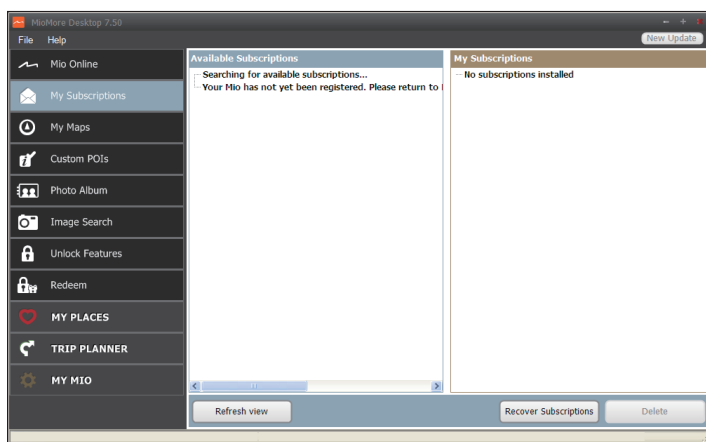 MioMore Desktop 7.50
File Help
New Update
Mio Online
My Subscriptions
My Maps
Custom POIs
Photo Album
Image Search
Unlock Features
Redeem
MY PLACES
TRIP PLANNER
MY MIO
Available Subscriptions
Searching for available subscriptions...
Your Mio has not yet been registered. Please return to
My Subscriptions
No subscriptions installed
Refresh view
Recover Subscriptions
Delete